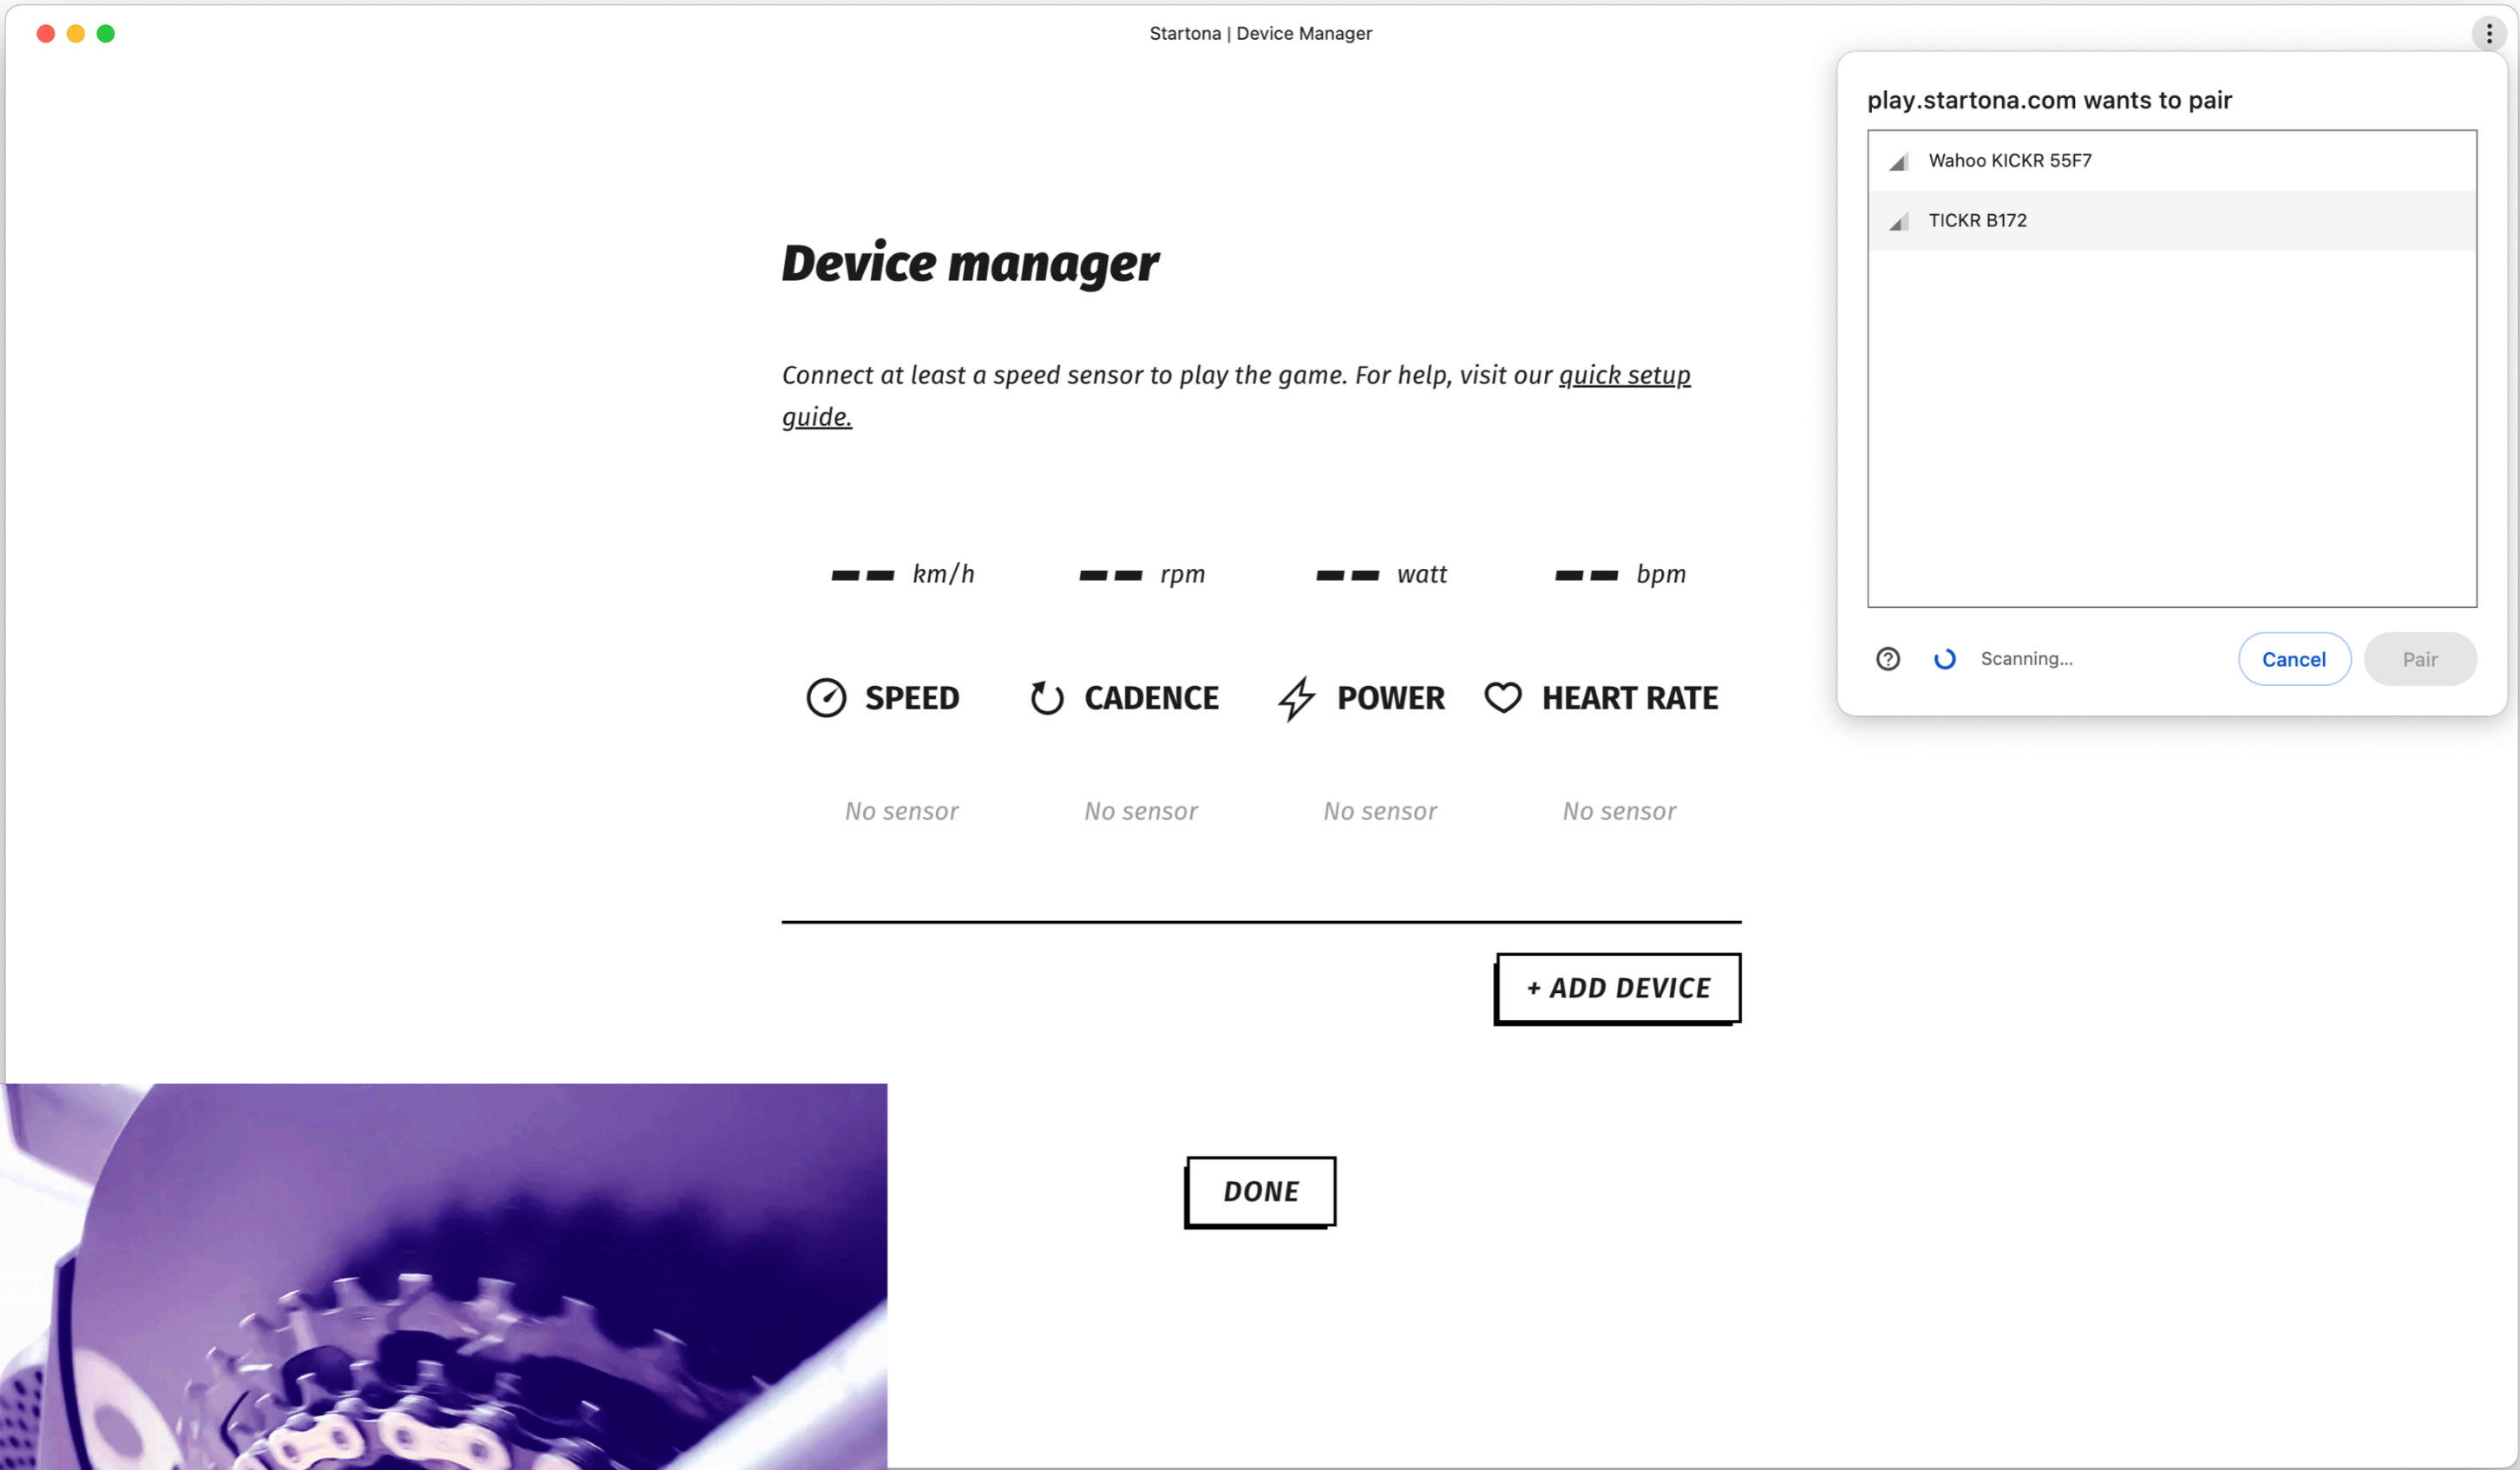 Startona | Device Manager
play.startona.com wants to pair
Wahoo KICKR 55F7
TICKR B172
Scanning...
Cancel
Pair
Device manager
Connect at least a speed sensor to play the game. For help, visit our quick setup
guide.
-- km/h -- rpm -- watt -- bpm
SPEED CADENCE POWER HEART RATE
No sensor No sensor No sensor No sensor
+ ADD DEVICE
DONE